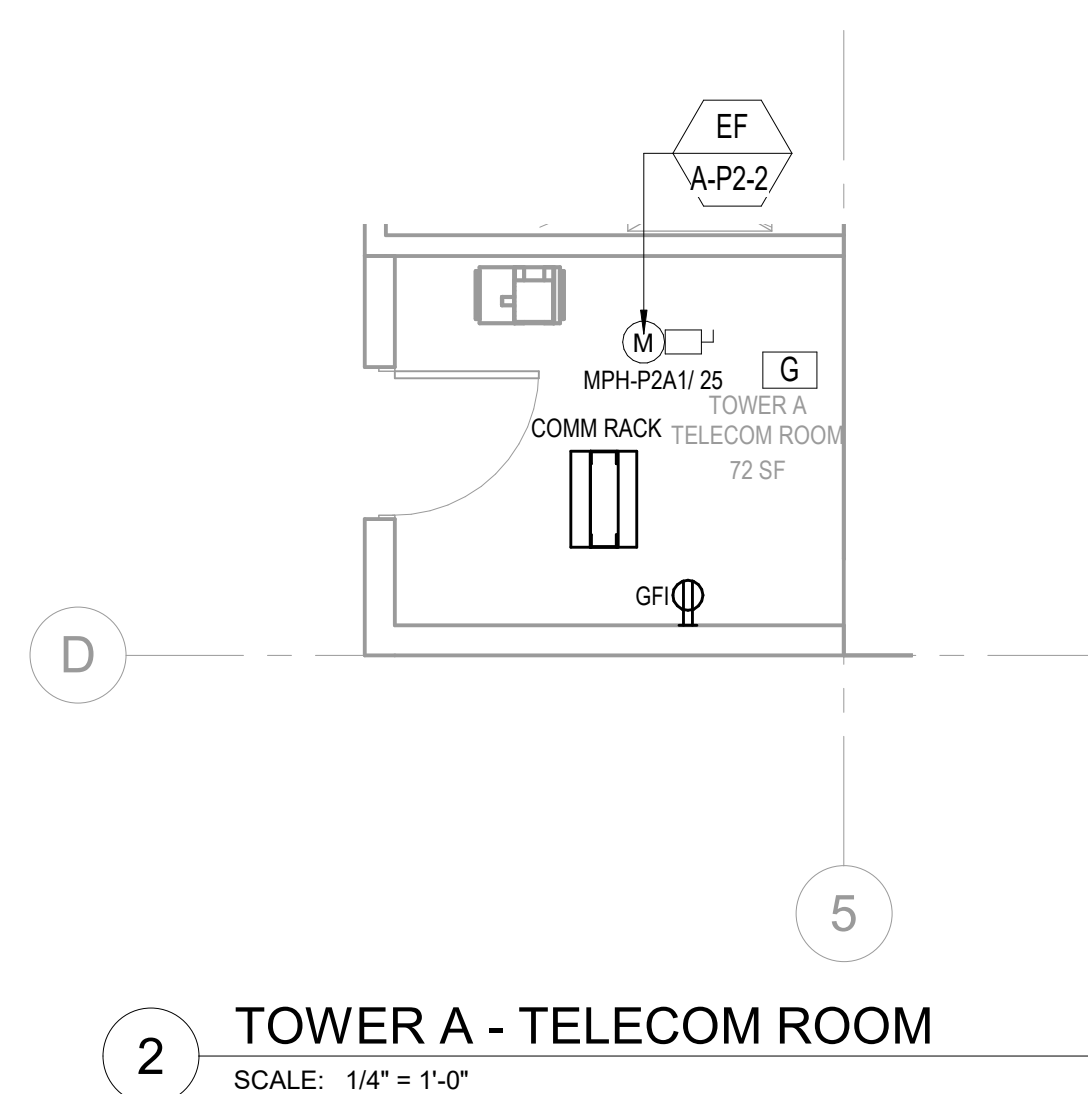 EF
A-P2-2
M
MPH-P2A1/ 25
G
TOWER A
TELECOM ROOM
72 SF
COMM RACK
GFI
D
5
2
TOWER A - TELECOM ROOM
SCALE: 1/4" = 1'-0"